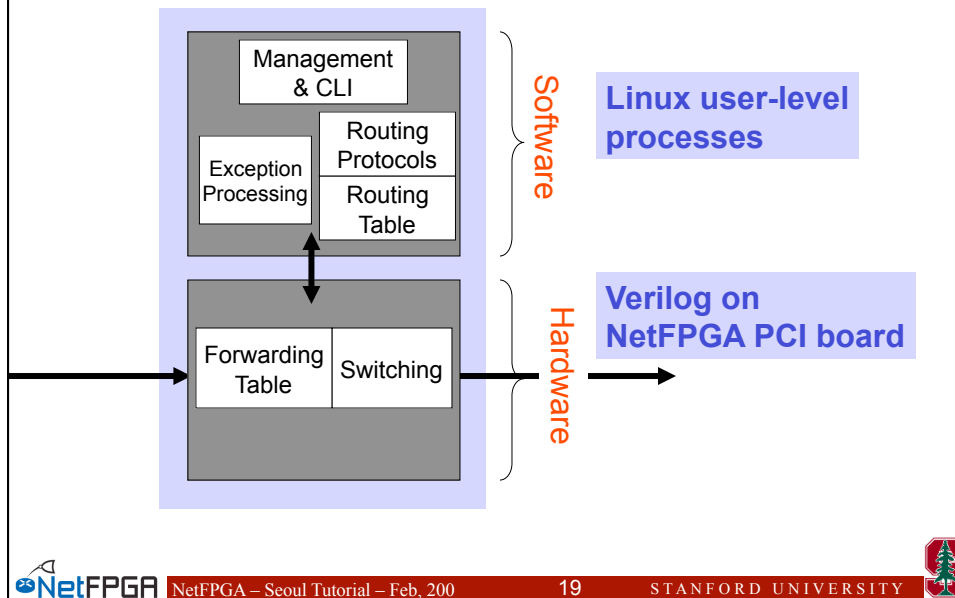 Management
& CLI
Exception
Processing
Routing
Protocols
Routing
Table
Software
Linux user-level
processes
Forwarding
Table
Switching
Hardware
Verilog on
NetFPGA PCI board
NetFPGA
NetFPGA – Seoul Tutorial – Feb, 200
19
STANFORD UNIVERSITY